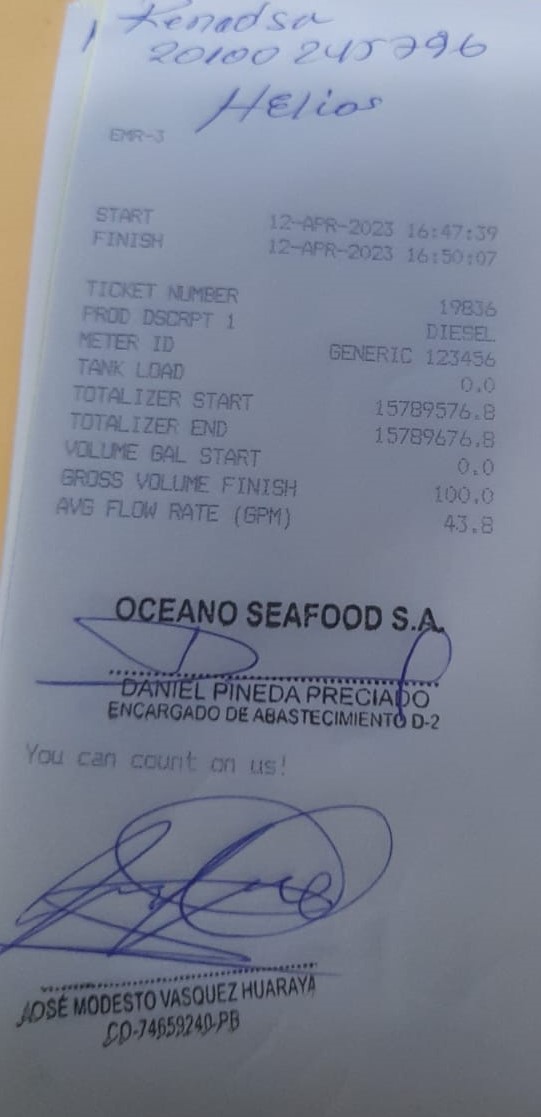 Kenadsa
20100245796
Helios
EMR-3
START 12-APR-2023 16:47:39
FINISH 12-APR-2023 16:50:07
TICKET NUMBER 19836
PROD DSCRPT 1 DIESEL
METER ID GENERIC 123456
TANK LOAD 0.0
TOTALIZER START 15789576.8
TOTALIZER END 15789676.8
VOLUME GAL START 0.0
GROSS VOLUME FINISH 100.0
AVG FLOW RATE (GPM) 43.8
OCEANO SEAFOOD S.A.
DANIEL PINEDA PRECIADO
ENCARGADO DE ABASTECIMIENTO D-2
You can count on us!
JOSÉ MODESTO VASQUEZ HUARAYA
CO-74659240-PB